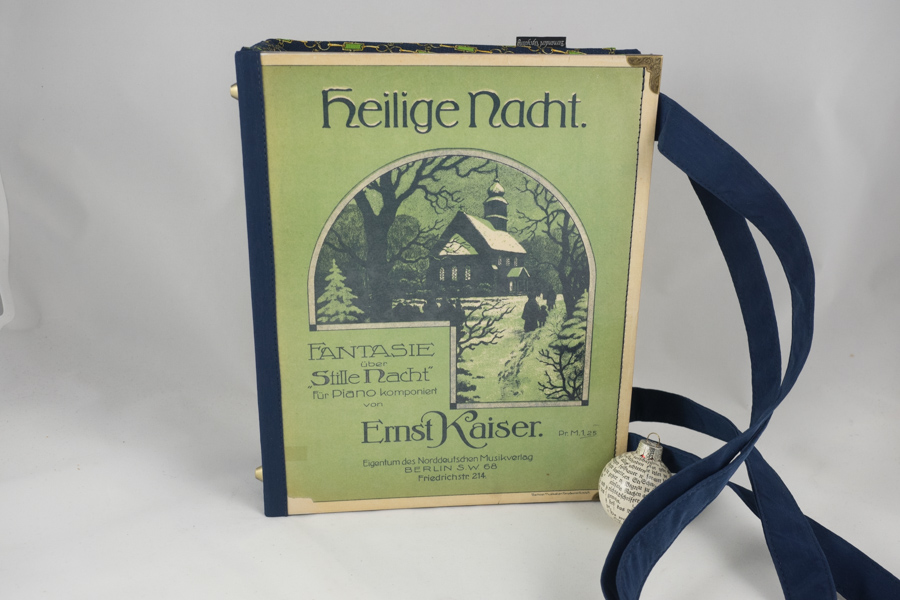 Heilige Nacht.
FANTASIE
über
„Stille Nacht"
für Piano komponiert
von
Ernst Kaiser.
Pr. M. 1.25
Eigentum des Norddeutschen Musikverlag
BERLIN S.W 68
Friedrichstr. 214.